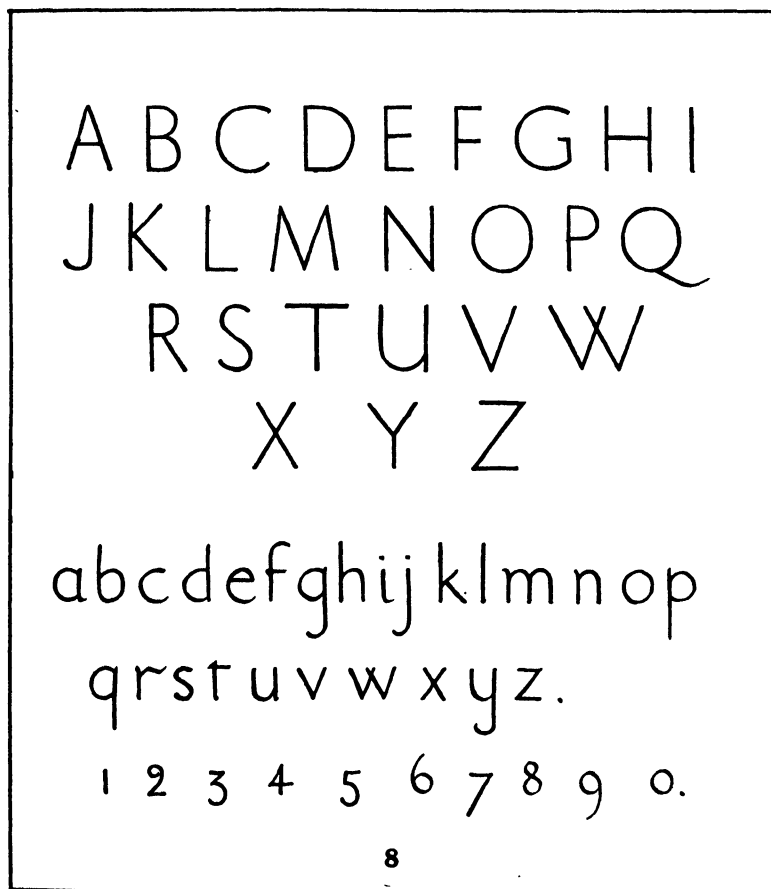 A B C D E F G H I
J K L M N O P Q
R S T U V W
X Y Z
a b c d e f g h i j k l m n o p
q r s t u v w x y z .
1 2 3 4 5 6 7 8 9 0.
8